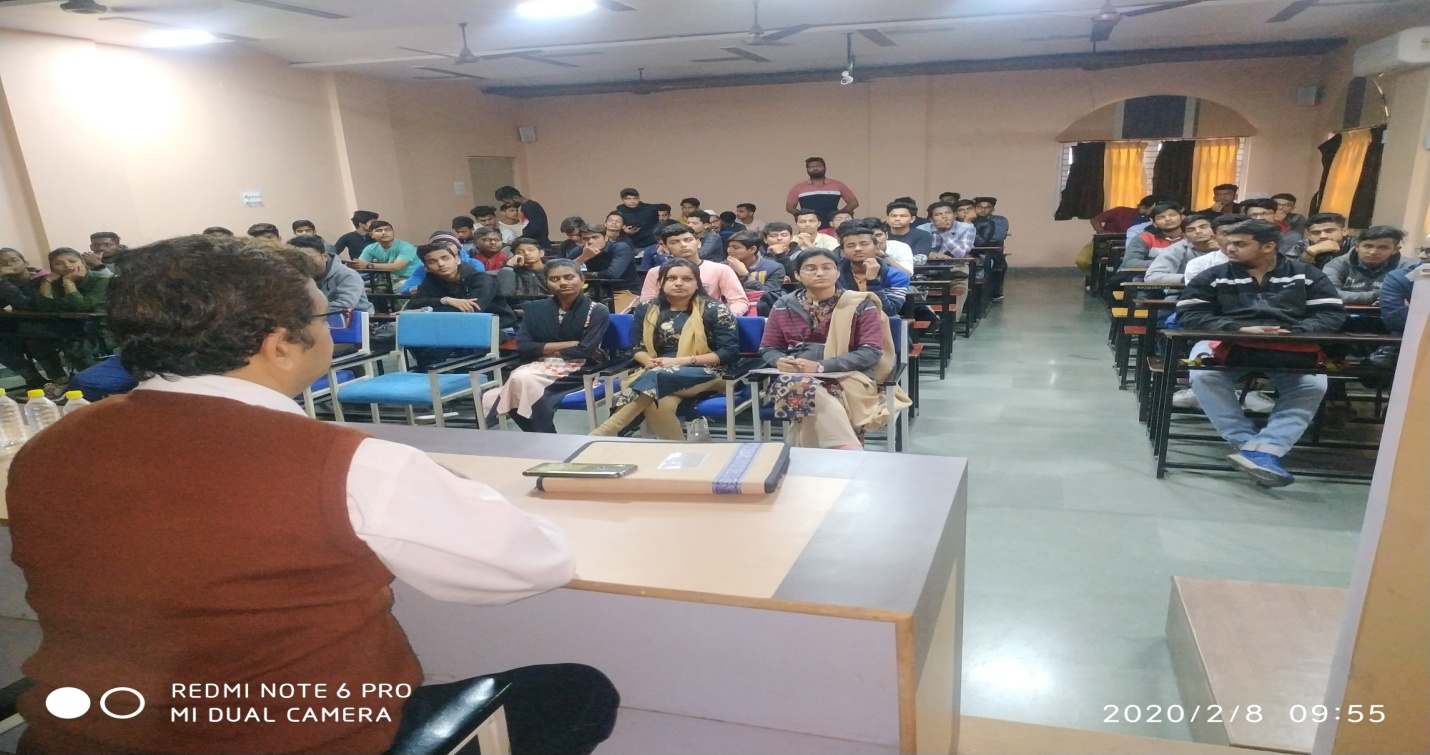 REDMI NOTE 6 PRO
MI DUAL CAMERA
2020/2/8 09:55